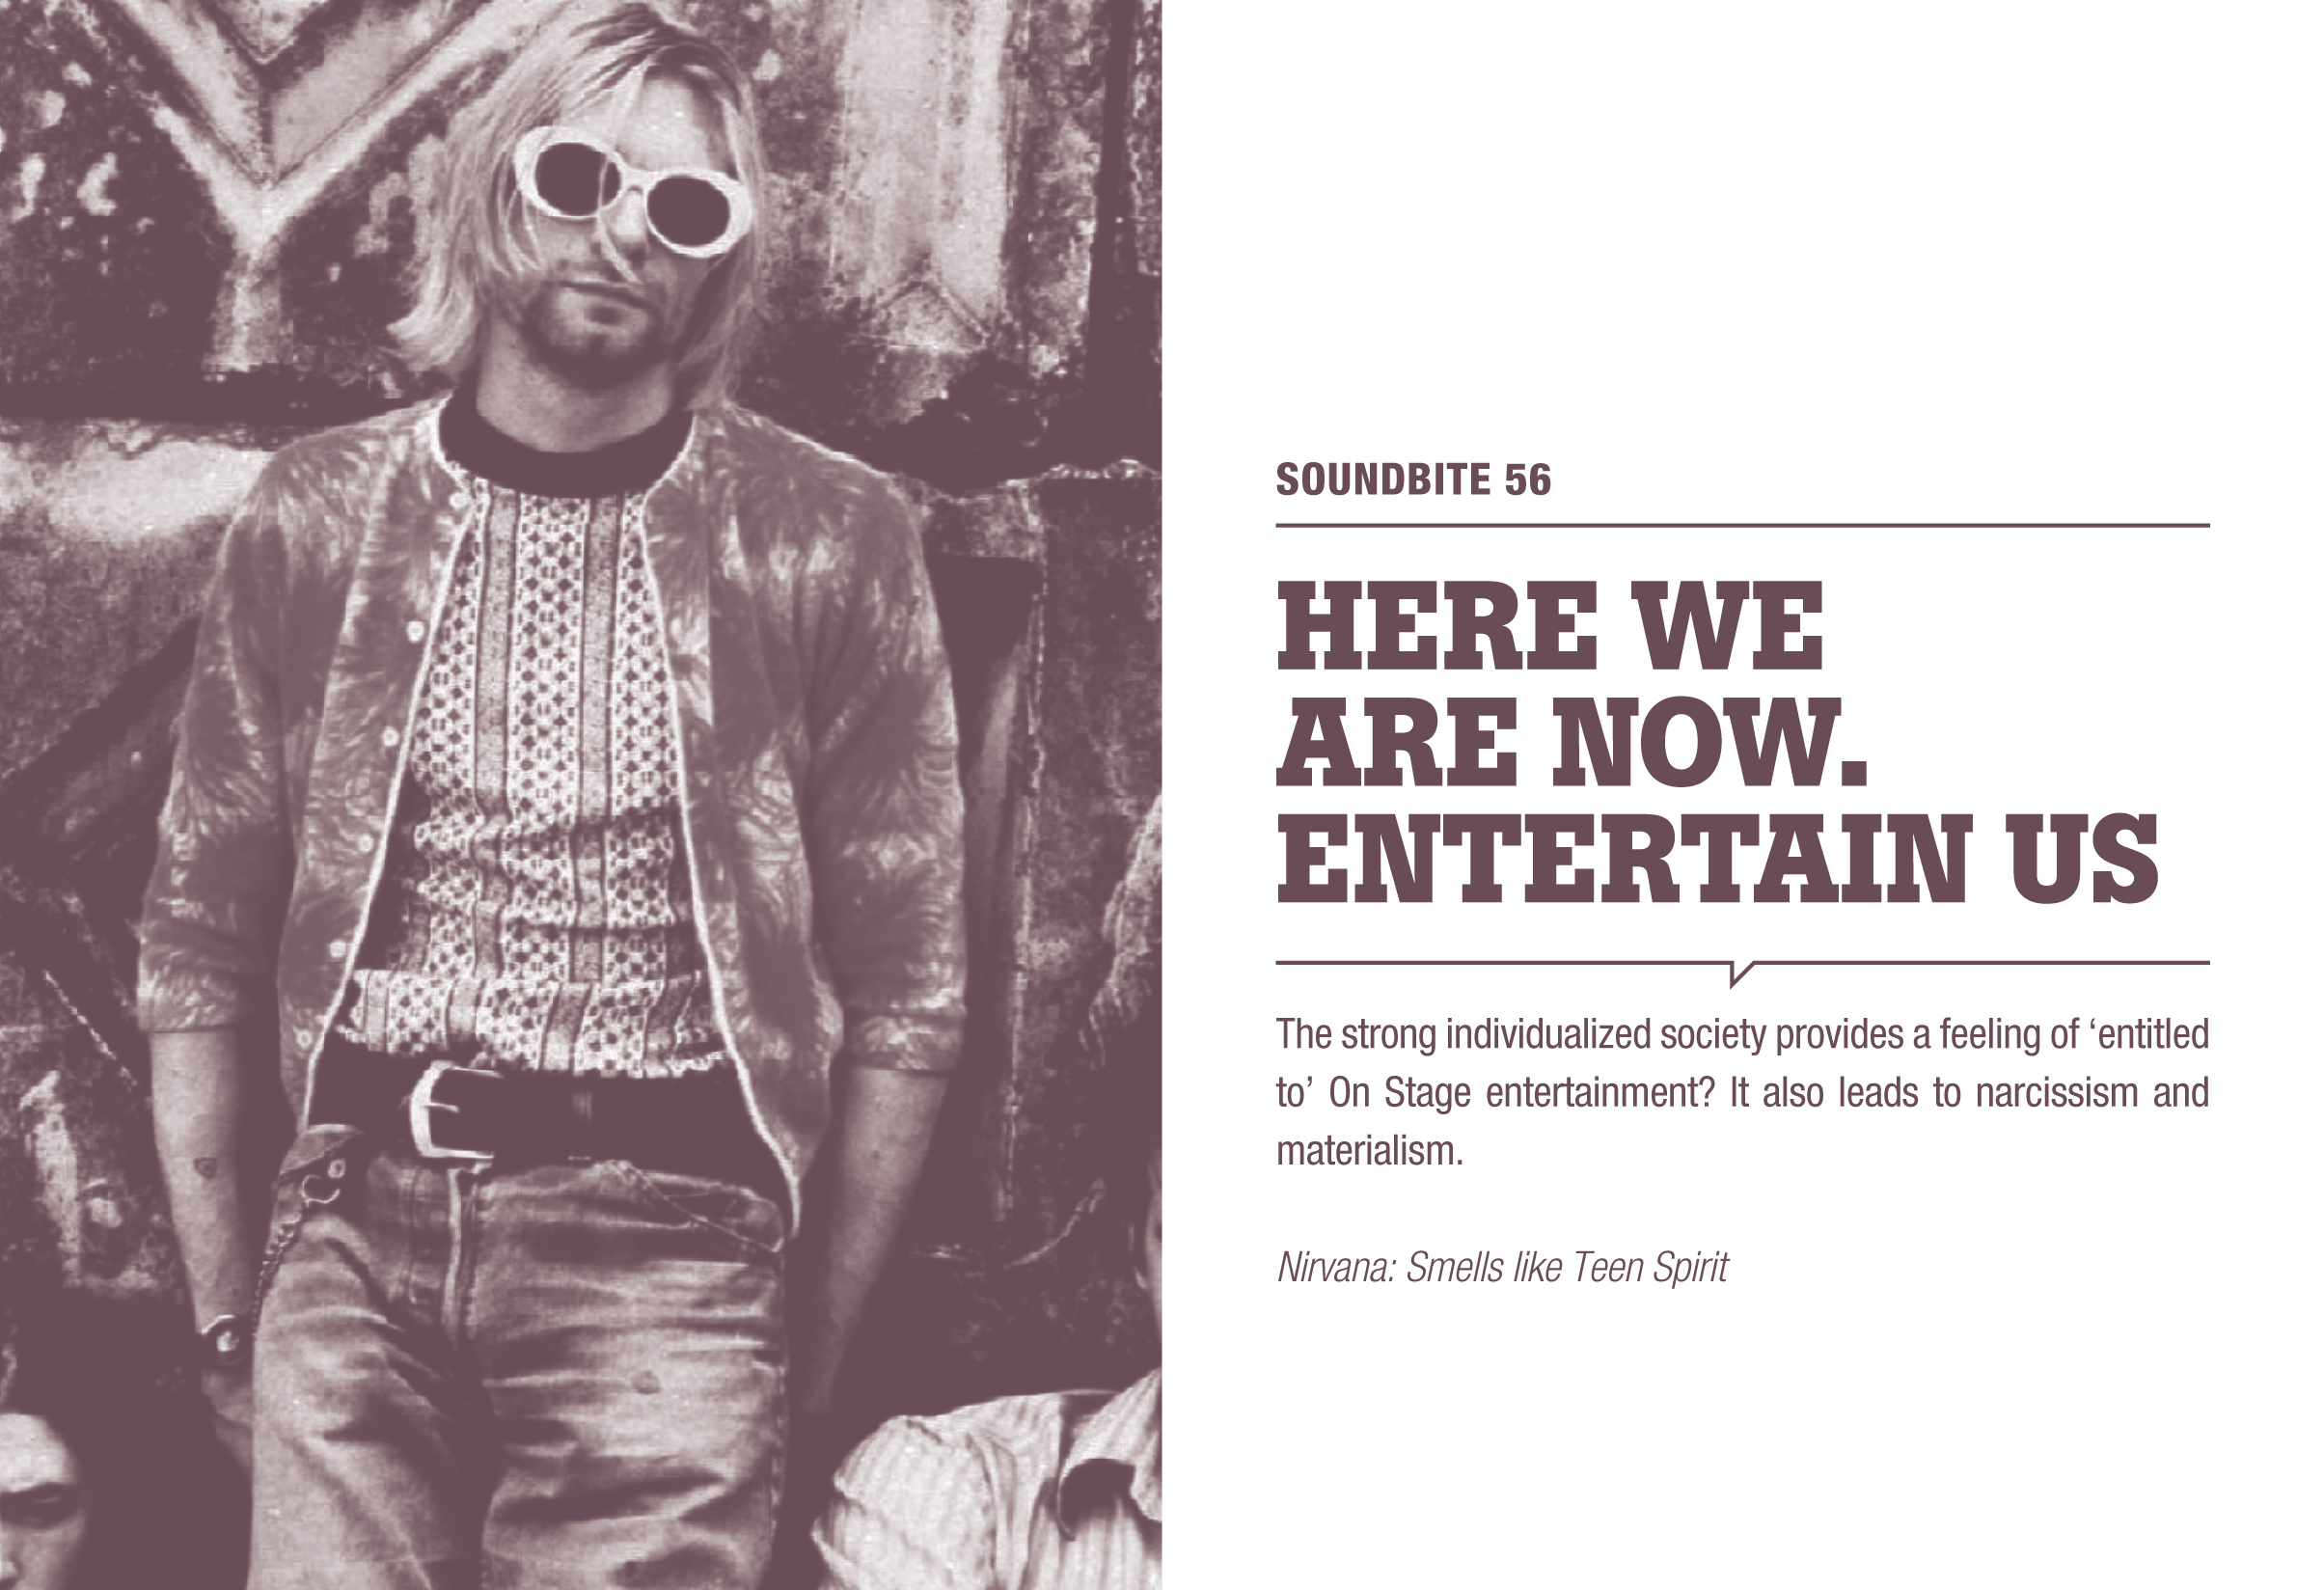 SOUNDBITE 56
HERE WE
ARE NOW.
ENTERTAIN US
The strong individualized society provides a feeling of ‘entitled
to’ On Stage entertainment? It also leads to narcissism and
materialism.
Nirvana: Smells like Teen Spirit